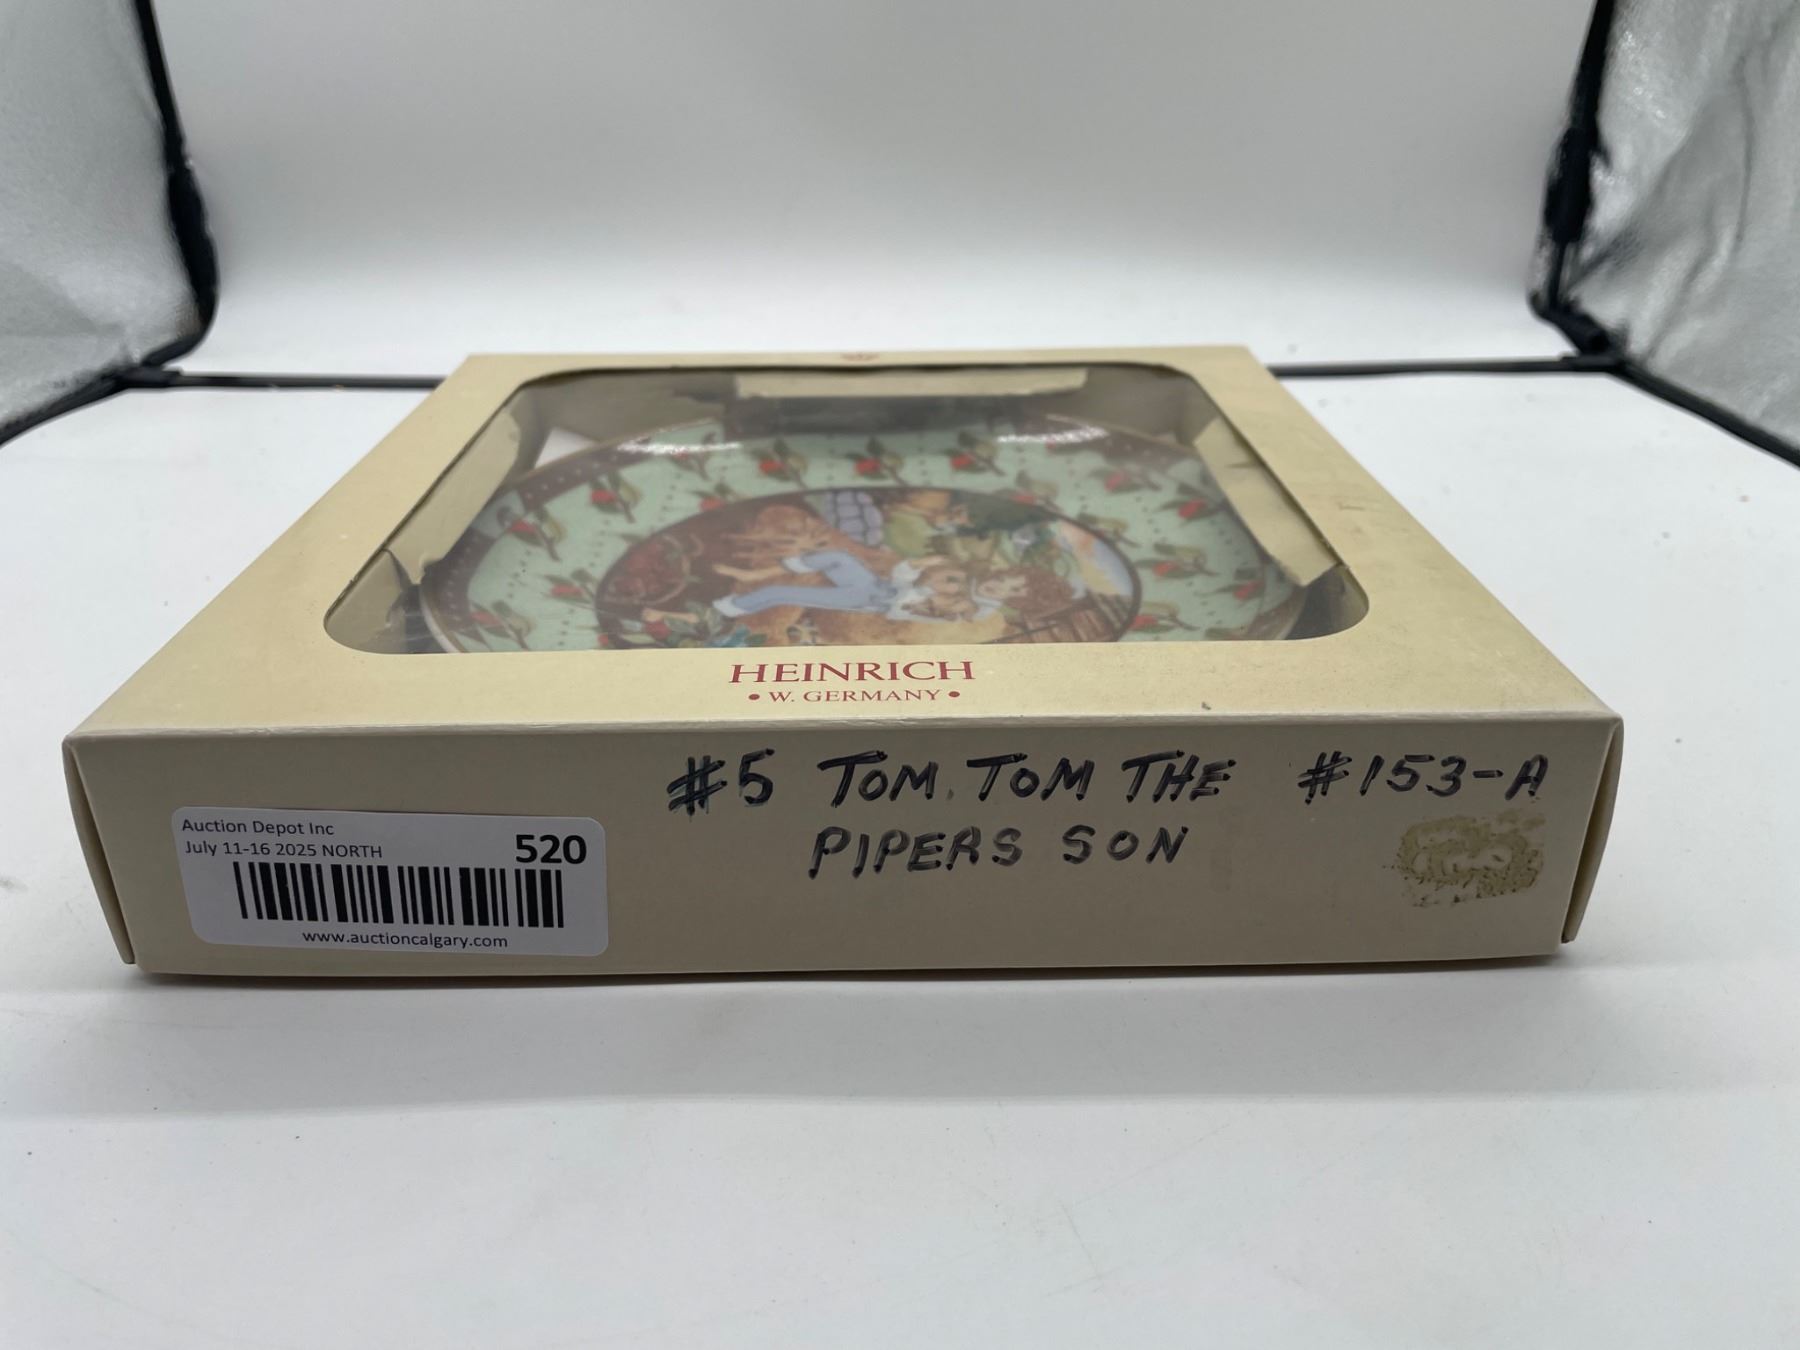 HEINRICH
• W. GERMANY •
#5 TOM, TOM THE #153-A
PIPERS SON
Auction Depot Inc
July 11-16 2025 NORTH 520
www.auctioncalgary.com